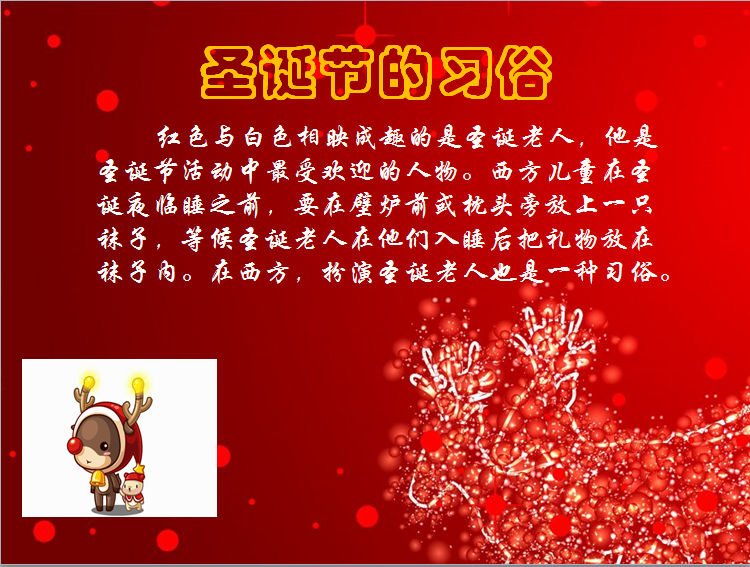 圣诞节的习俗
红色与白色相映成趣的是圣诞老人，他是
圣诞节活动中最受欢迎的人物。西方儿童在圣
诞夜临睡之前，要在壁炉前或枕头旁放上一只
袜子，等候圣诞老人在他们入睡后把礼物放在
袜子内。在西方，扮演圣诞老人也是一种习俗。